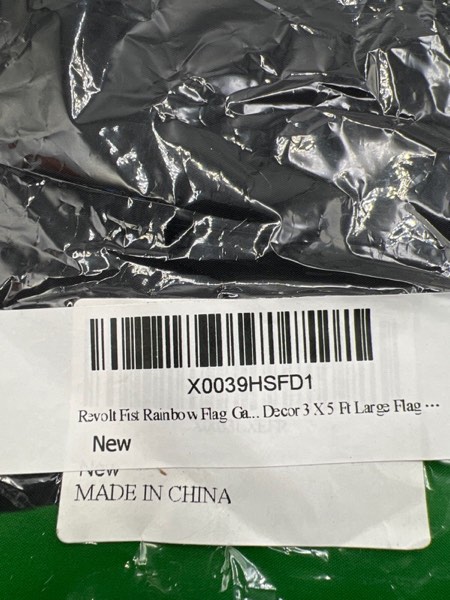 X0039HSFD1
Revolt Fist Rainbow Flag Ga... Decor 3 X 5 Ft Large Flag ...
New
New
MADE IN CHINA